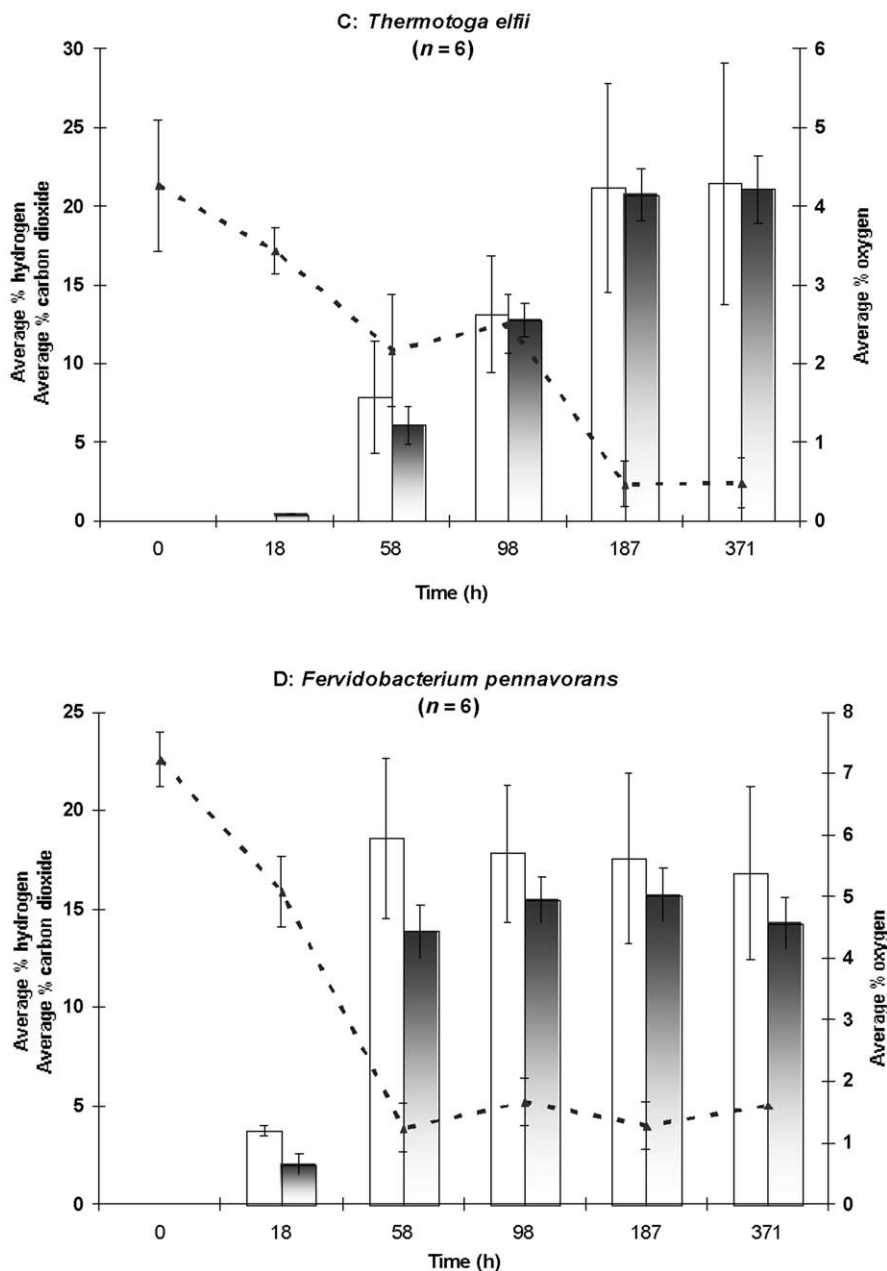 C: Thermotoga elfii
(n = 6)
30
25
20
15
10
5
0
Average % hydrogen
Average % carbon dioxide
6
5
4
3
2
1
0
Average % oxygen
0 18 58 98 187 371
Time (h)
D: Fervidobacterium pennavorans
(n = 6)
25
20
15
10
5
0
Average % hydrogen
Average % carbon dioxide
8
7
6
5
4
3
2
1
0
Average % oxygen
0 18 58 98 187 371
Time (h)